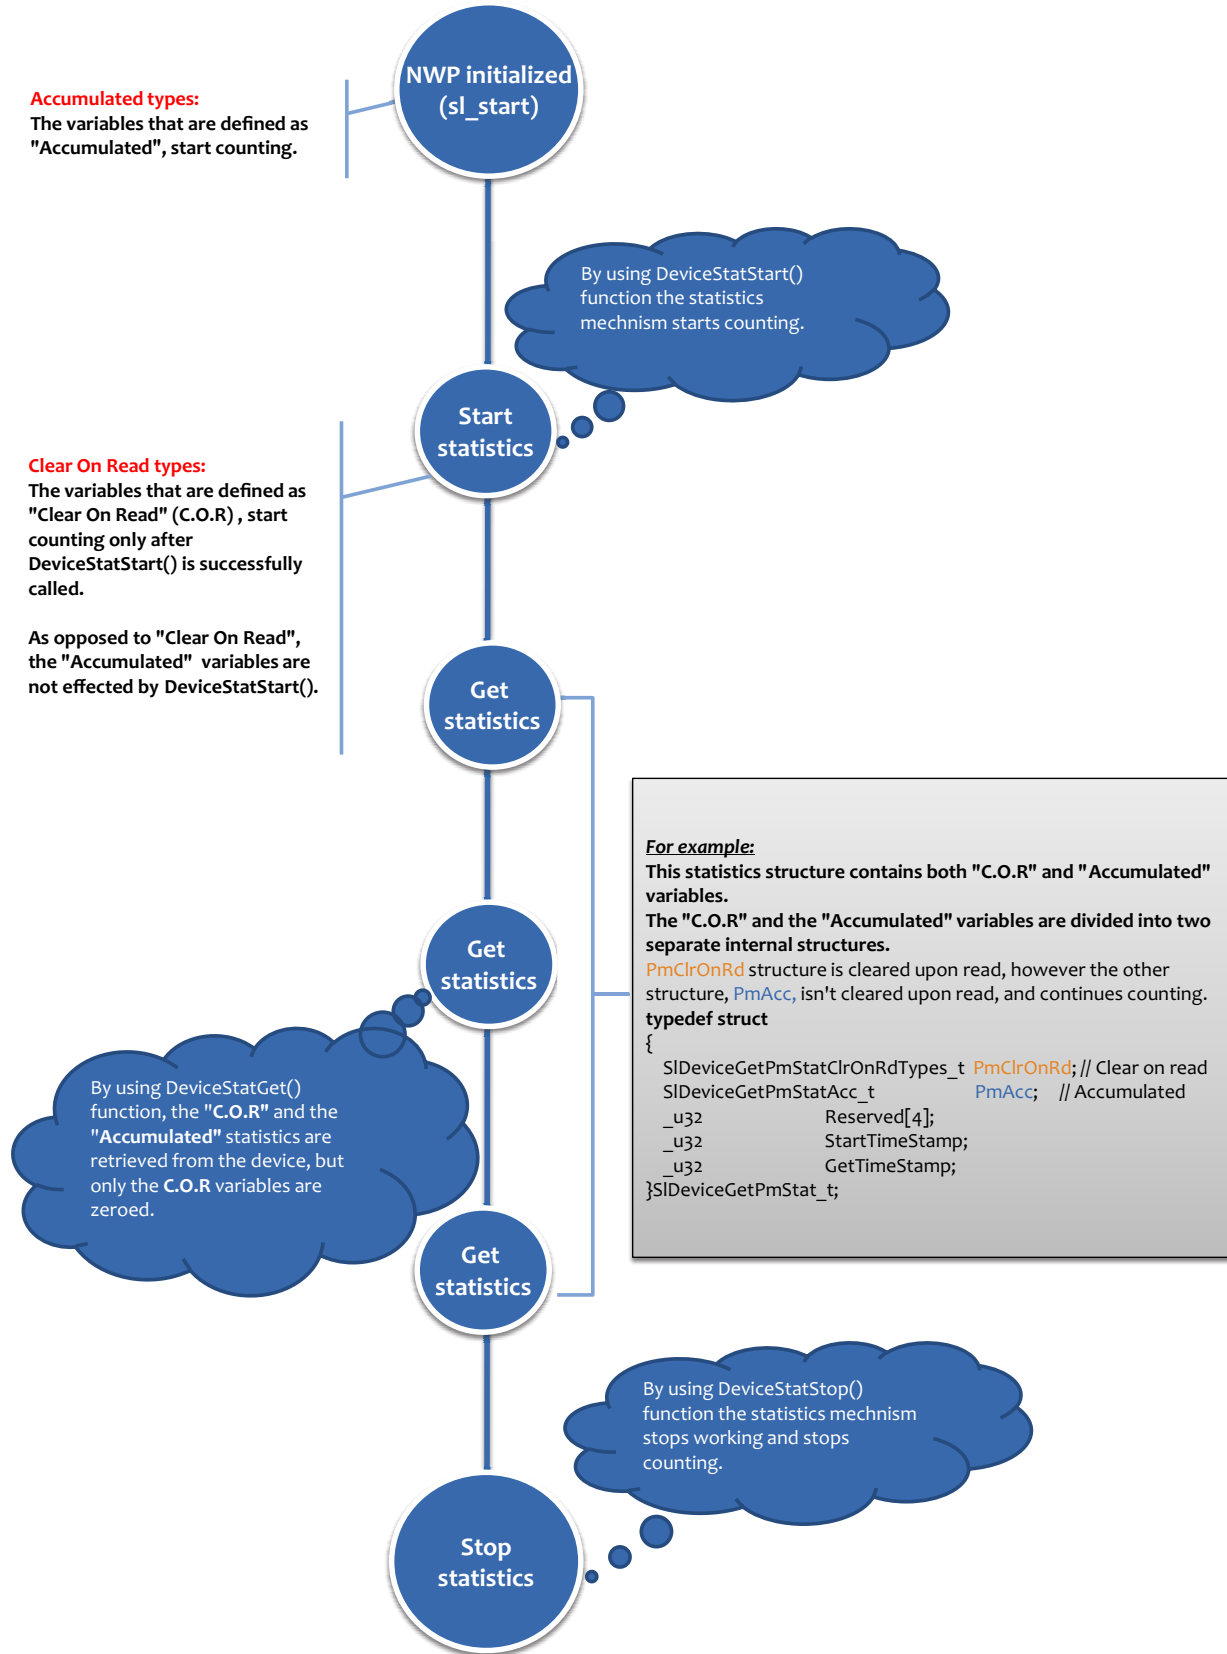 NWP initialized
(sl_start)
Accumulated types:
The variables that are defined as
"Accumulated", start counting.
By using DeviceStatStart()
function the statistics
mechnism starts counting.
Start
statistics
Clear On Read types:
The variables that are defined as
"Clear On Read" (C.O.R) , start
counting only after
DeviceStatStart() is successfully
called.
As opposed to "Clear On Read",
the "Accumulated" variables are
not effected by DeviceStatStart().
Get
statistics
For example:
This statistics structure contains both "C.O.R" and "Accumulated"
variables.
The "C.O.R" and the "Accumulated" variables are divided into two
separate internal structures.
PmClrOnRd structure is cleared upon read, however the other
structure, PmAcc, isn't cleared upon read, and continues counting.
typedef struct
{
SlDeviceGetPmStatClrOnRdTypes_t PmClrOnRd; // Clear on read
SlDeviceGetPmStatAcc_t PmAcc; // Accumulated
_u32 Reserved[4];
_u32 StartTimeStamp;
_u32 GetTimeStamp;
}SlDeviceGetPmStat_t;
Get
statistics
By using DeviceStatGet()
function, the "C.O.R" and the
"Accumulated" statistics are
retrieved from the device, but
only the C.O.R variables are
zeroed.
Get
statistics
By using DeviceStatStop()
function the statistics mechnism
stops working and stops
counting.
Stop
statistics